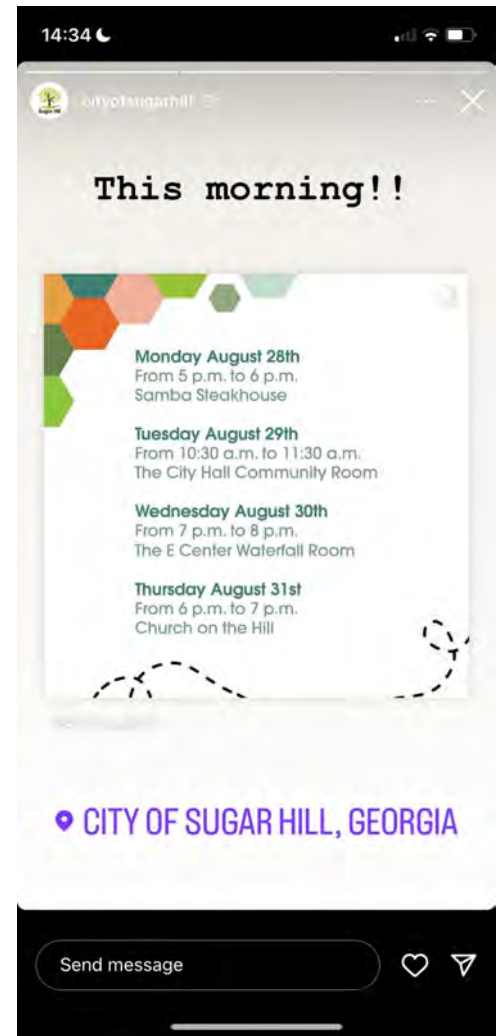 14:34
cityofsugarhill
This morning!!
Monday August 28th
From 5 p.m. to 6 p.m.
Samba Steakhouse
Tuesday August 29th
From 10:30 a.m. to 11:30 a.m.
The City Hall Community Room
Wednesday August 30th
From 7 p.m. to 8 p.m.
The E Center Waterfall Room
Thursday August 31st
From 6 p.m. to 7 p.m.
Church on the Hill
CITY OF SUGAR HILL, GEORGIA
Send message